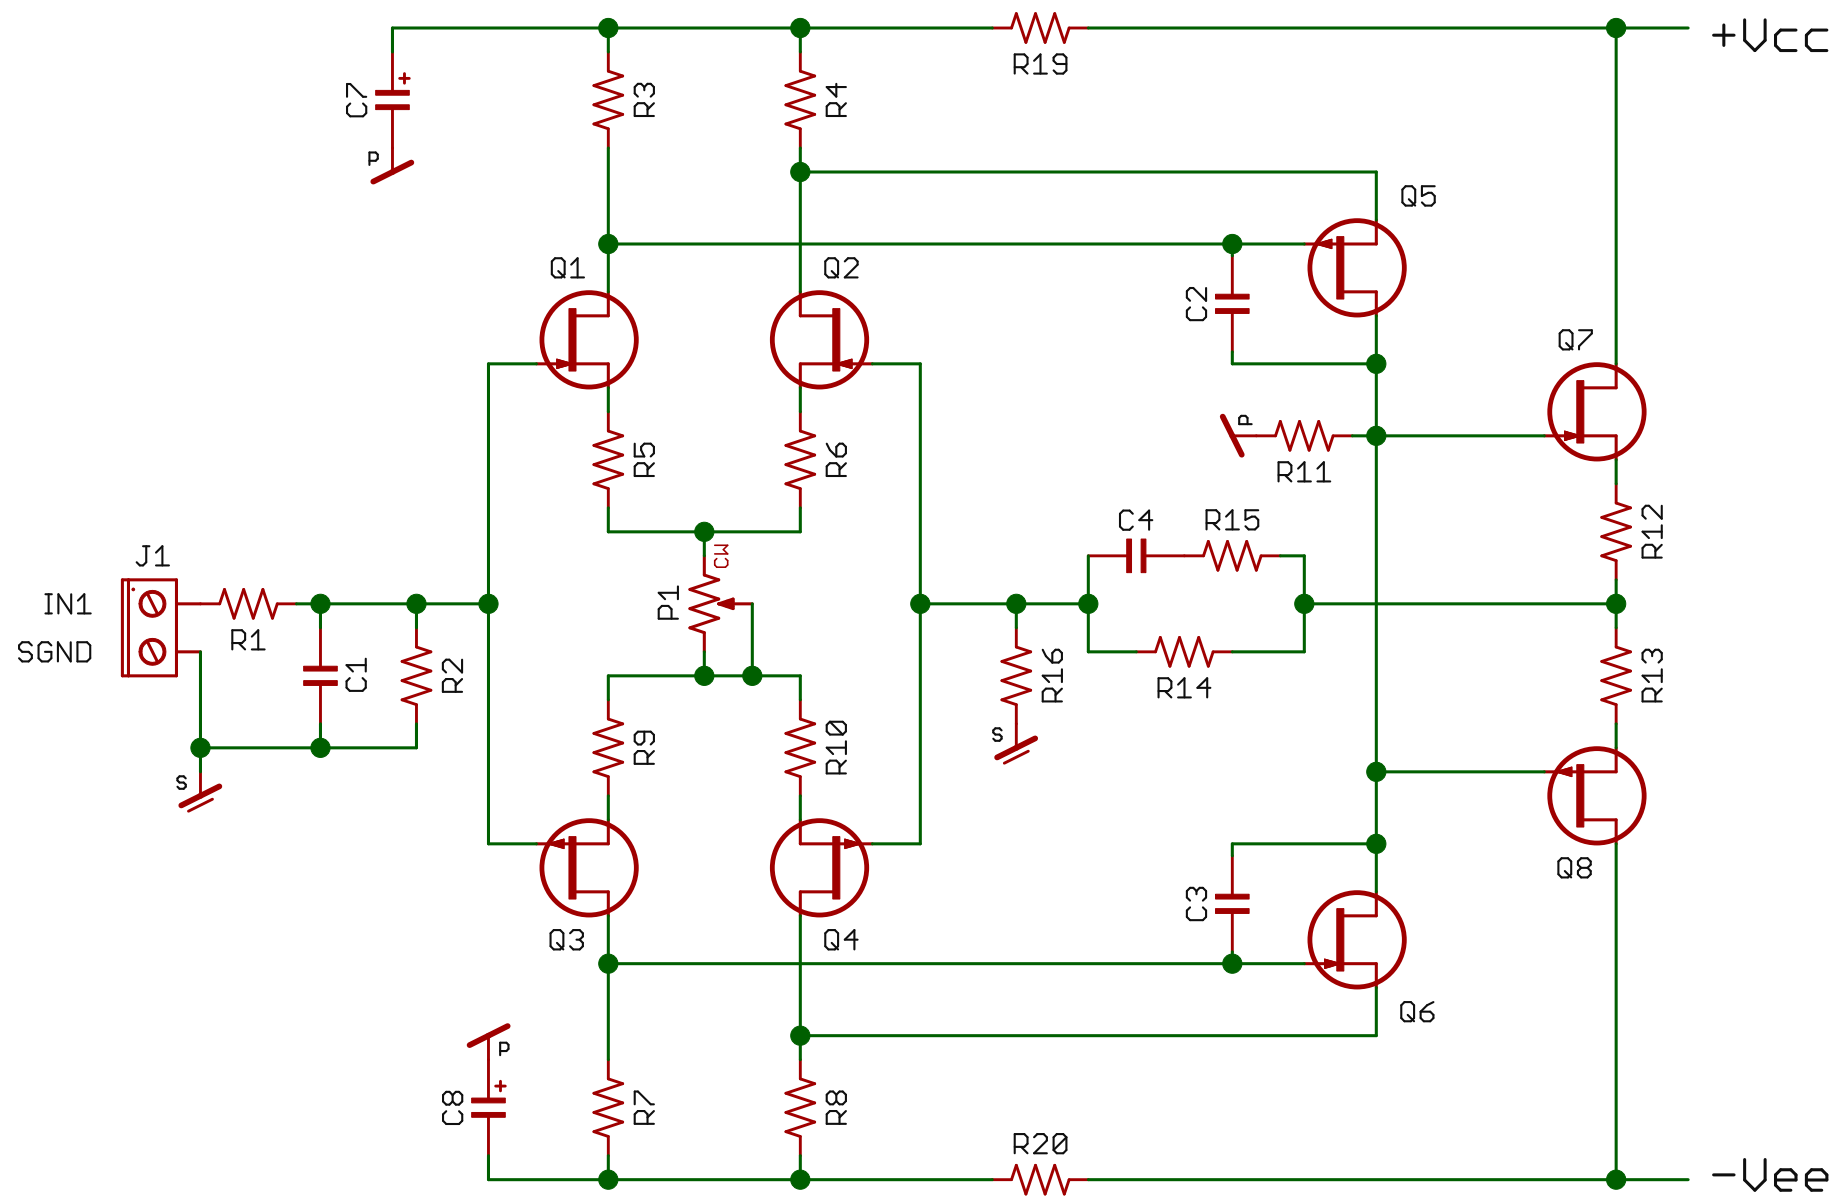 +Vcc
R19
C7
+
P
R3
R4
Q5
Q1
Q2
C2
Q7
P
R11
R5
R6
C4
R15
R12
J1
IN1
SGND
R1
C1
R2
P1
CW
R16
R14
R13
S
S
R9
R10
Q3
Q4
C3
Q8
Q6
P
+
C8
R7
R8
R20
-Vee